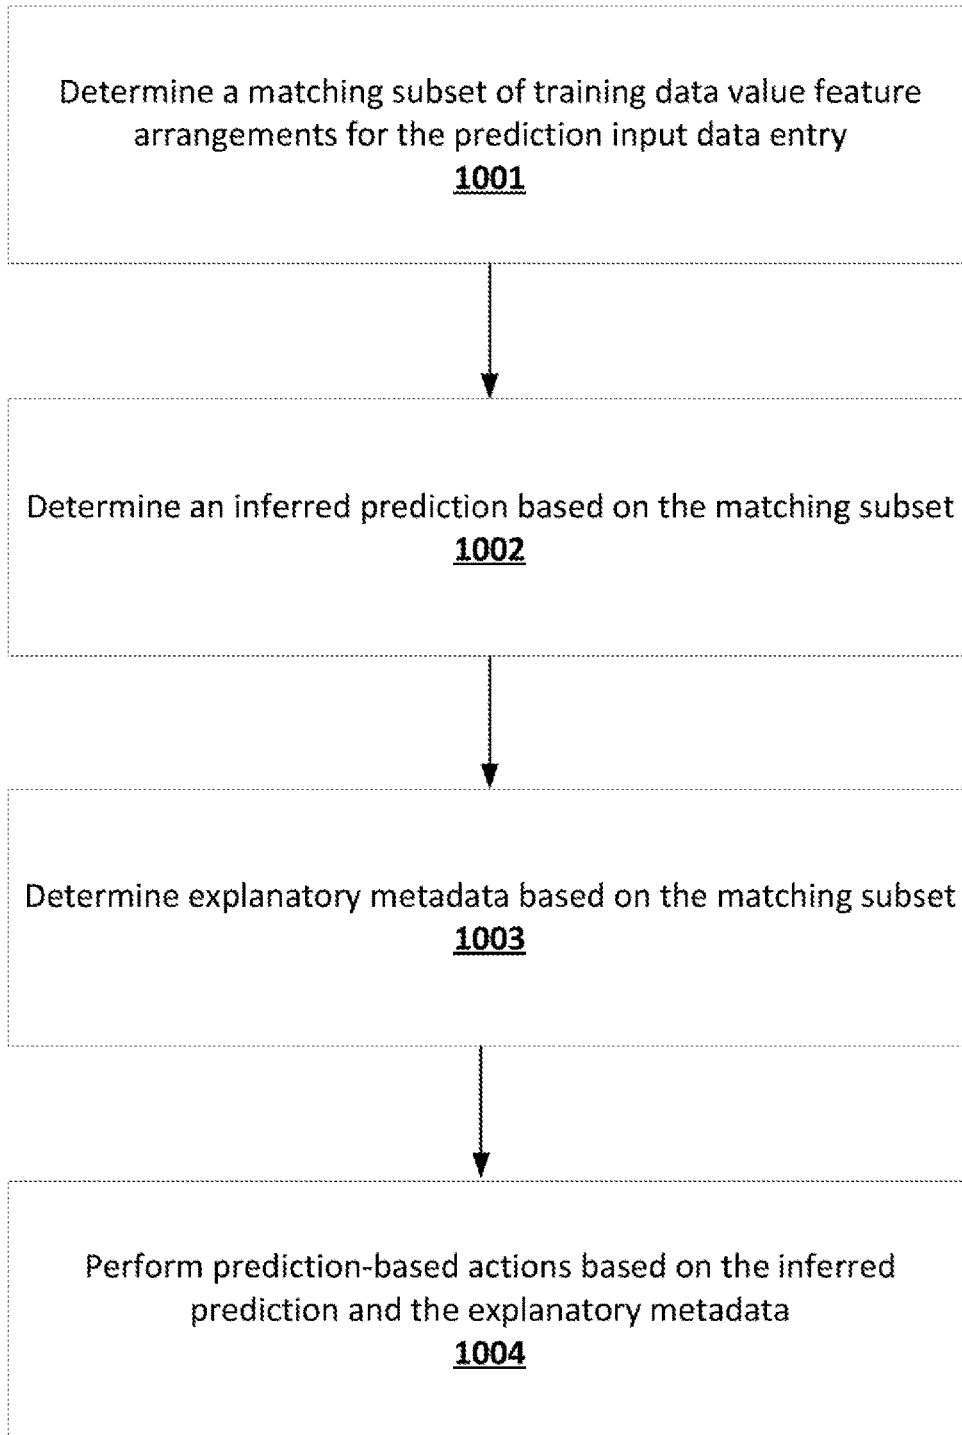 Determine a matching subset of training data value feature
arrangements for the prediction input data entry
1001
Determine an inferred prediction based on the matching subset
1002
Determine explanatory metadata based on the matching subset
1003
Perform prediction-based actions based on the inferred
prediction and the explanatory metadata
1004